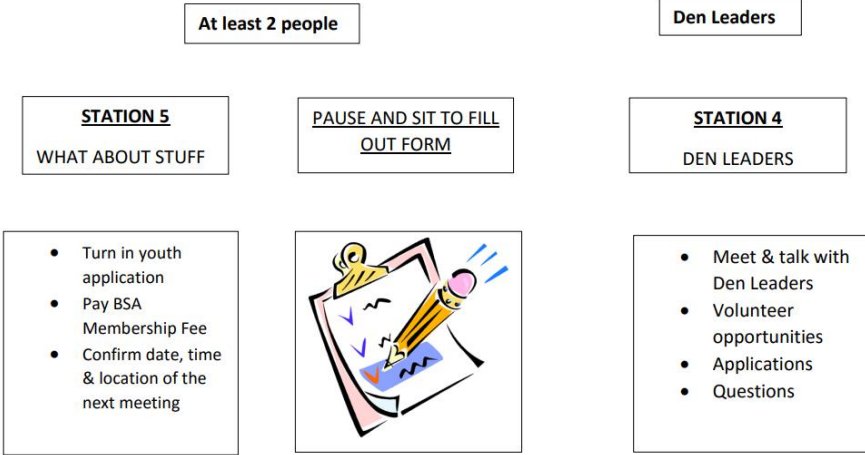 At least 2 people
Den Leaders
STATION 5
WHAT ABOUT STUFF
PAUSE AND SIT TO FILL
OUT FORM
STATION 4
DEN LEADERS
• Turn in youth
application
• Pay BSA
Membership Fee
• Confirm date, time
& location of the
next meeting
• Meet & talk with
Den Leaders
• Volunteer
opportunities
• Applications
• Questions